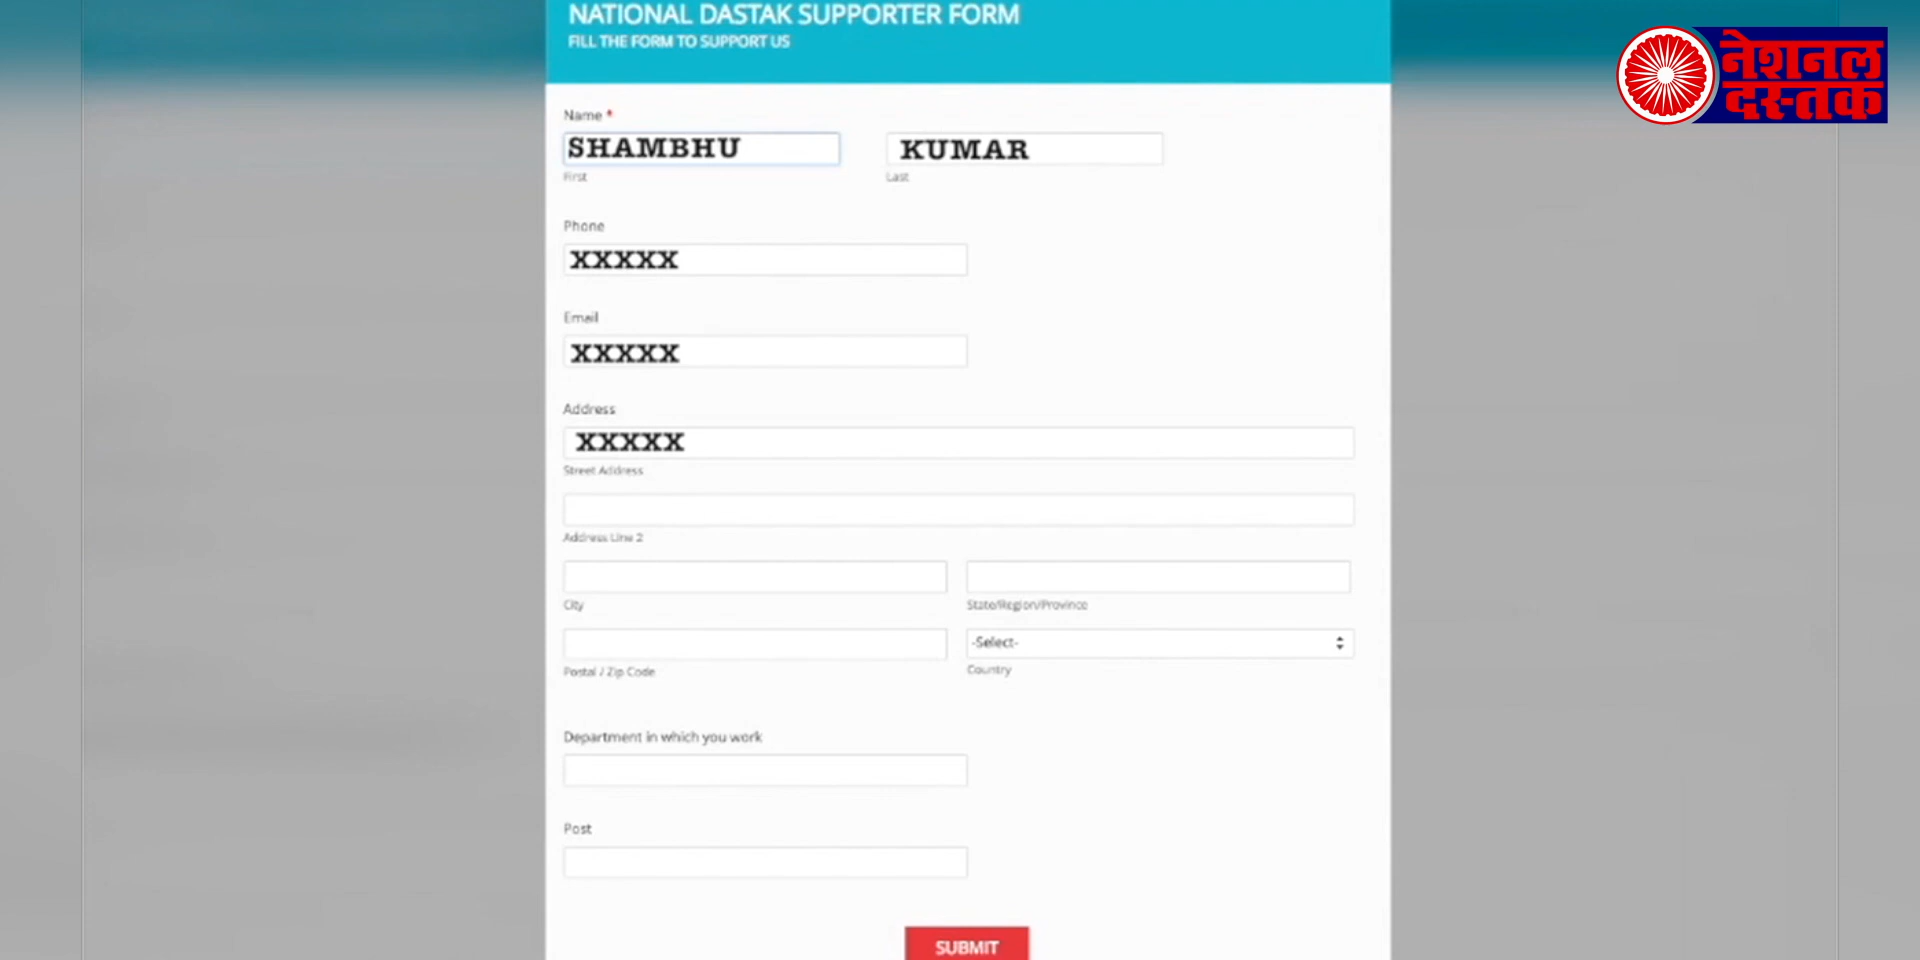 NATIONAL DASTAK SUPPORTER FORM
FILL THE FORM TO SUPPORT US
नेशनल
दस्तक
Name *
SHAMBHU KUMAR
First Last
Phone
XXXXX
Email
XXXXX
Address
XXXXX
Street Address
Address Line 2
City State/Region/Province
-Select-
Postal / Zip Code Country
Department in which you work
Post
SUBMIT